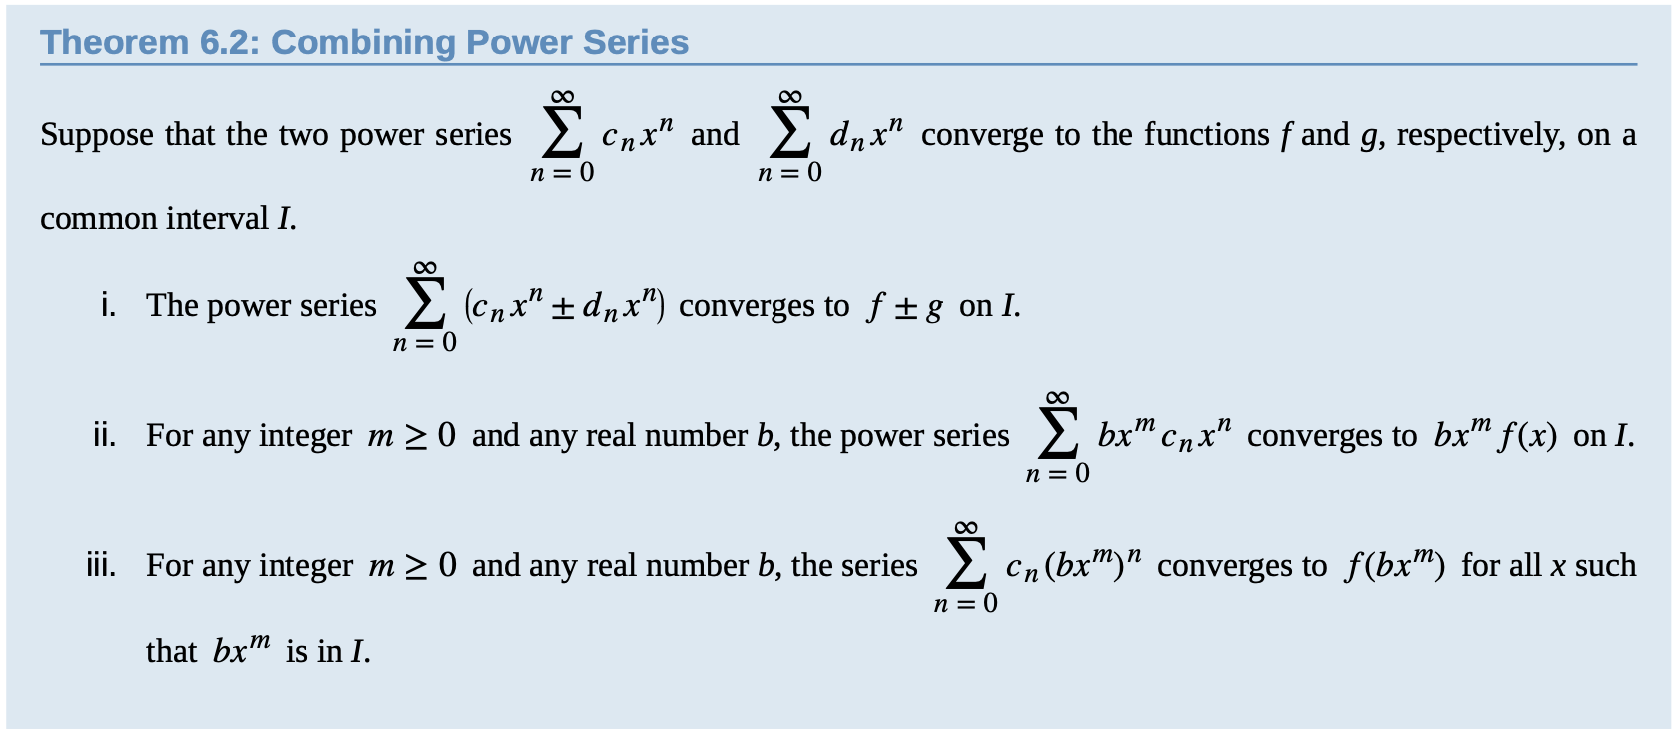 Theorem 6.2: Combining Power Series
Suppose that the two power series $\sum_{n=0}^{\infty} c_n x^n$ and $\sum_{n=0}^{\infty} d_n x^n$ converge to the functions f and g, respectively, on a
common interval I.
i. The power series $\sum_{n=0}^{\infty} (c_n x^n \pm d_n x^n)$ converges to $f \pm g$ on I.
ii. For any integer $m \geq 0$ and any real number b, the power series $\sum_{n=0}^{\infty} bx^m c_n x^n$ converges to $bx^m f(x)$ on I.
iii. For any integer $m \geq 0$ and any real number b, the series $\sum_{n=0}^{\infty} c_n (bx^m)^n$ converges to $f(bx^m)$ for all x such
that $bx^m$ is in I.